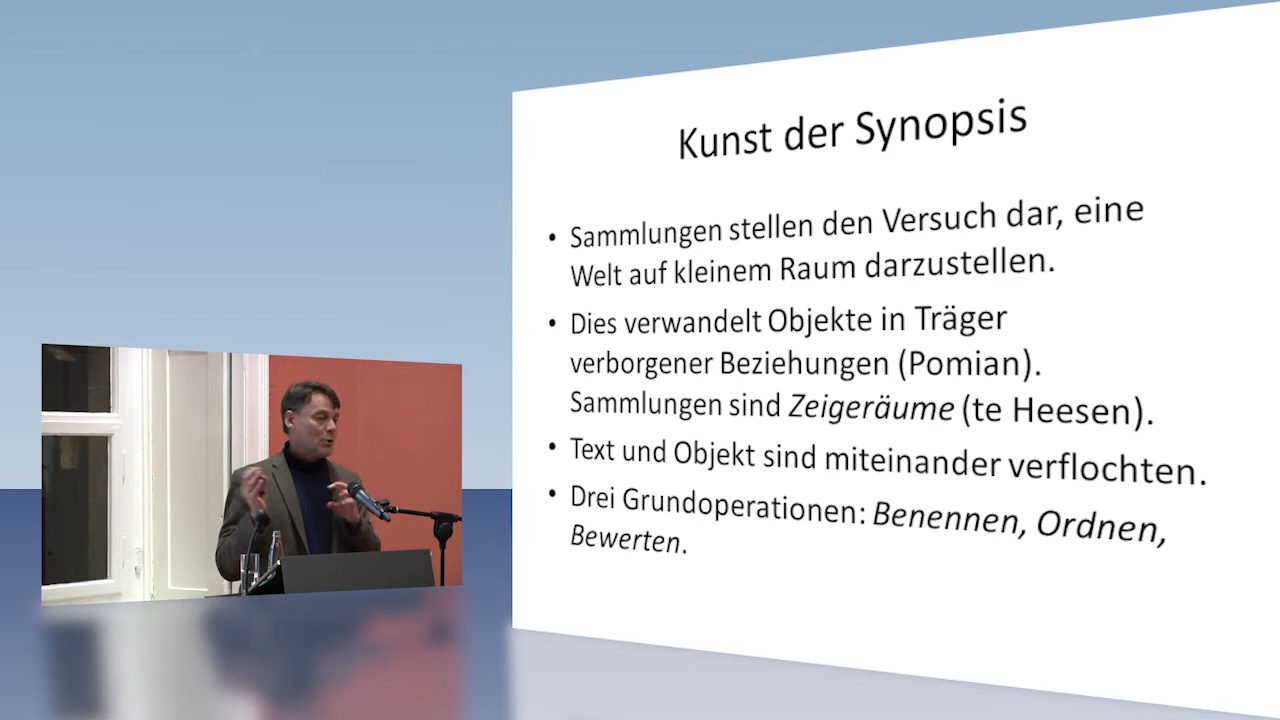 Kunst der Synopsis
• Sammlungen stellen den Versuch dar, eine
Welt auf kleinem Raum darzustellen.
• Dies verwandelt Objekte in Träger
verborgener Beziehungen (Pomian).
Sammlungen sind Zeigeräume (te Heesen).
• Text und Objekt sind miteinander verflochten.
• Drei Grundoperationen: Benennen, Ordnen,
Bewerten.